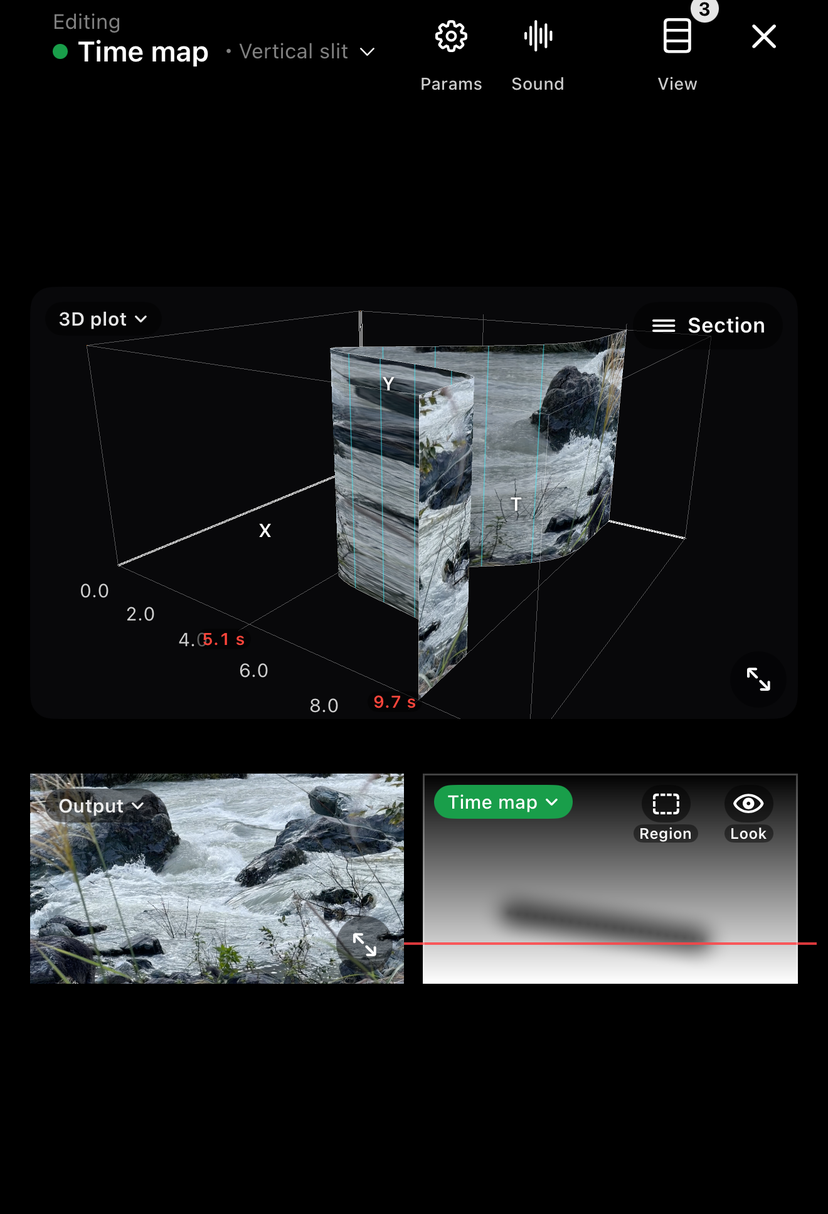 Editing
Time map · Vertical slit
3
Params
Sound
View
3D plot
Section
Y
T
X
0.0
2.0
4.0
5.1 s
6.0
8.0
9.7 s
Output
Time map
Region
Look